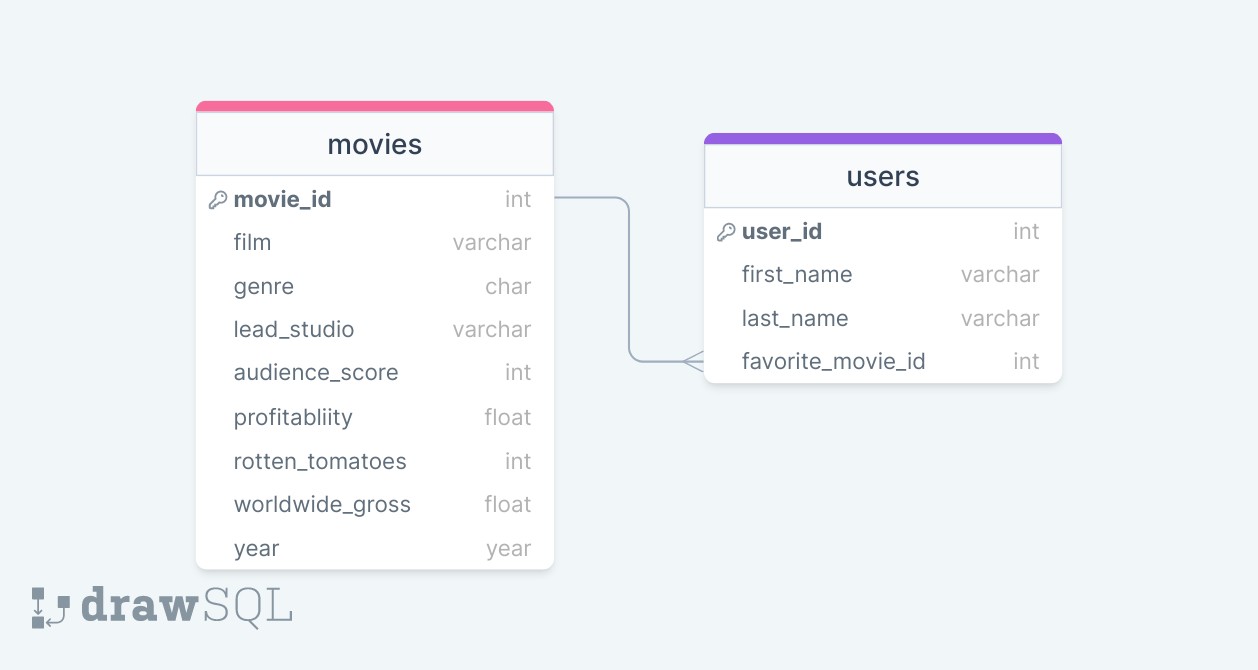 movies
movie_id int
film varchar
genre char
lead_studio varchar
audience_score int
profitabliity float
rotten_tomatoes int
worldwide_gross float
year year
users
user_id int
first_name varchar
last_name varchar
favorite_movie_id int
drawSQL